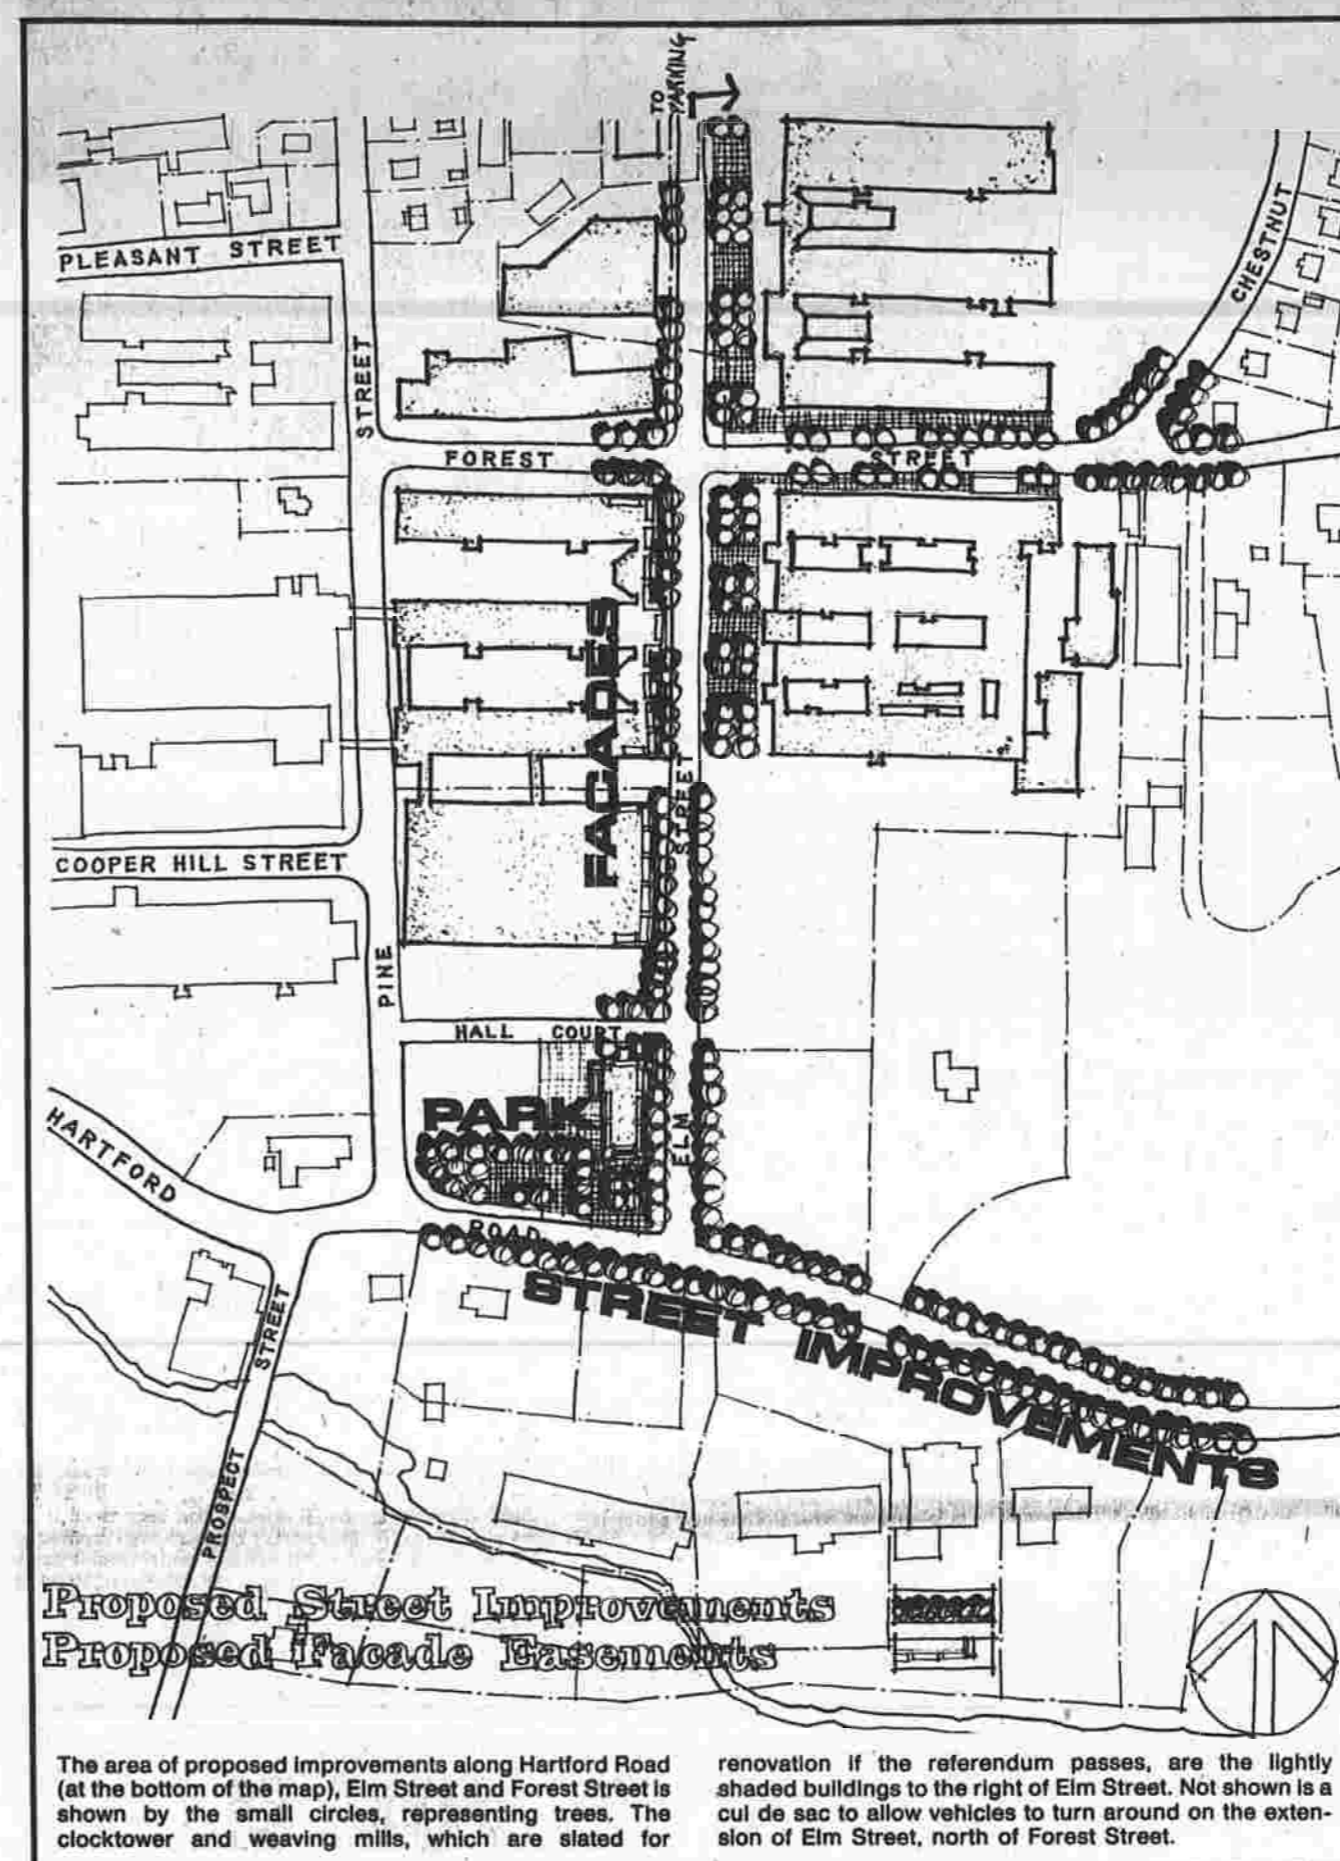 TO
PARKING
PLEASANT STREET
CHESTNUT
STREET
FOREST STREET
FACADES
STREET
COOPER HILL STREET
PINE
HALL COURT
PARK
ELM
HARTFORD
ROAD
STREET IMPROVEMENTS
STREET
PROSPECT
Proposed Street Improvements
Proposed Facade Easements
The area of proposed improvements along Hartford Road
(at the bottom of the map), Elm Street and Forest Street is
shown by the small circles, representing trees. The
clocktower and weaving mills, which are slated for
renovation if the referendum passes, are the lightly
shaded buildings to the right of Elm Street. Not shown is a
cul de sac to allow vehicles to turn around on the exten-
sion of Elm Street, north of Forest Street.